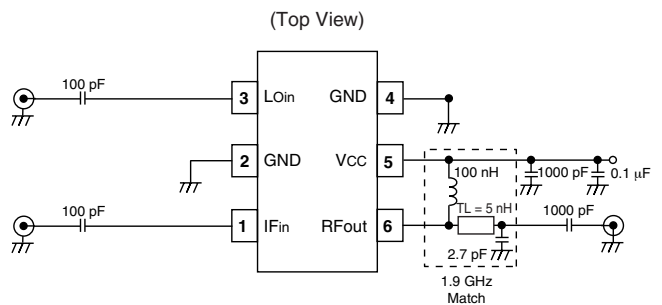 (Top View)
100 pF
3
LOin
GND
4
2
GND
VCC
5
100 nH
1000 pF
0.1 μF
100 pF
1
IFin
RFout
6
TL = 5 nH
1000 pF
2.7 pF
1.9 GHz
Match